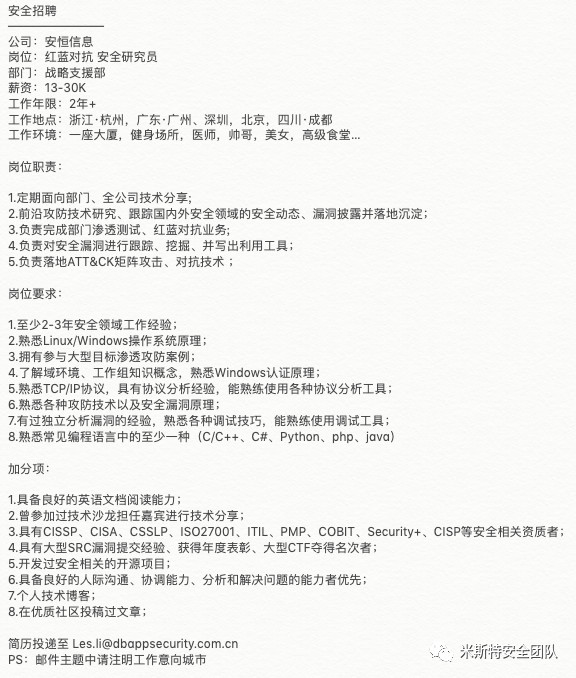 安全招聘
公司：安恒信息
岗位：红蓝对抗 安全研究员
部门：战略支援部
薪资：13-30K
工作年限：2年+
工作地点：浙江·杭州，广东·广州、深圳，北京，四川·成都
工作环境：一座大厦，健身场所，医师，帅哥，美女，高级食堂...
岗位职责：
1.定期面向部门、全公司技术分享；
2.前沿攻防技术研究、跟踪国内外安全领域的安全动态、漏洞披露并落地沉淀；
3.负责完成部门渗透测试、红蓝对抗业务；
4.负责对安全漏洞进行跟踪、挖掘、并写出利用工具；
5.负责落地ATT&CK矩阵攻击、对抗技术 ；
岗位要求：
1.至少2-3年安全领域工作经验；
2.熟悉Linux/Windows操作系统原理；
3.拥有参与大型目标渗透攻防案例；
4.了解域环境、工作组知识概念，熟悉Windows认证原理；
5.熟悉TCP/IP协议，具有协议分析经验，能熟练使用各种协议分析工具；
6.熟悉各种攻防技术以及安全漏洞原理；
7.有过独立分析漏洞的经验，熟悉各种调试技巧，能熟练使用调试工具；
8.熟悉常见编程语言中的至少一种（C/C++、C#、Python、php、java）
加分项：
1.具备良好的英语文档阅读能力；
2.曾参加过技术沙龙担任嘉宾进行技术分享；
3.具有CISSP、CISA、CSSLP、ISO27001、ITIL、PMP、COBIT、Security+、CISP等安全相关资质者；
4.具有大型SRC漏洞提交经验、获得年度表彰、大型CTF夺得名次者；
5.开发过安全相关的开源项目；
6.具备良好的人际沟通、协调能力、分析和解决问题的能力者优先；
7.个人技术博客；
8.在优质社区投稿过文章；
简历投递至 Les.li@dbappsecurity.com.cn
PS：邮件主题中请注明工作意向城市
米斯特安全团队